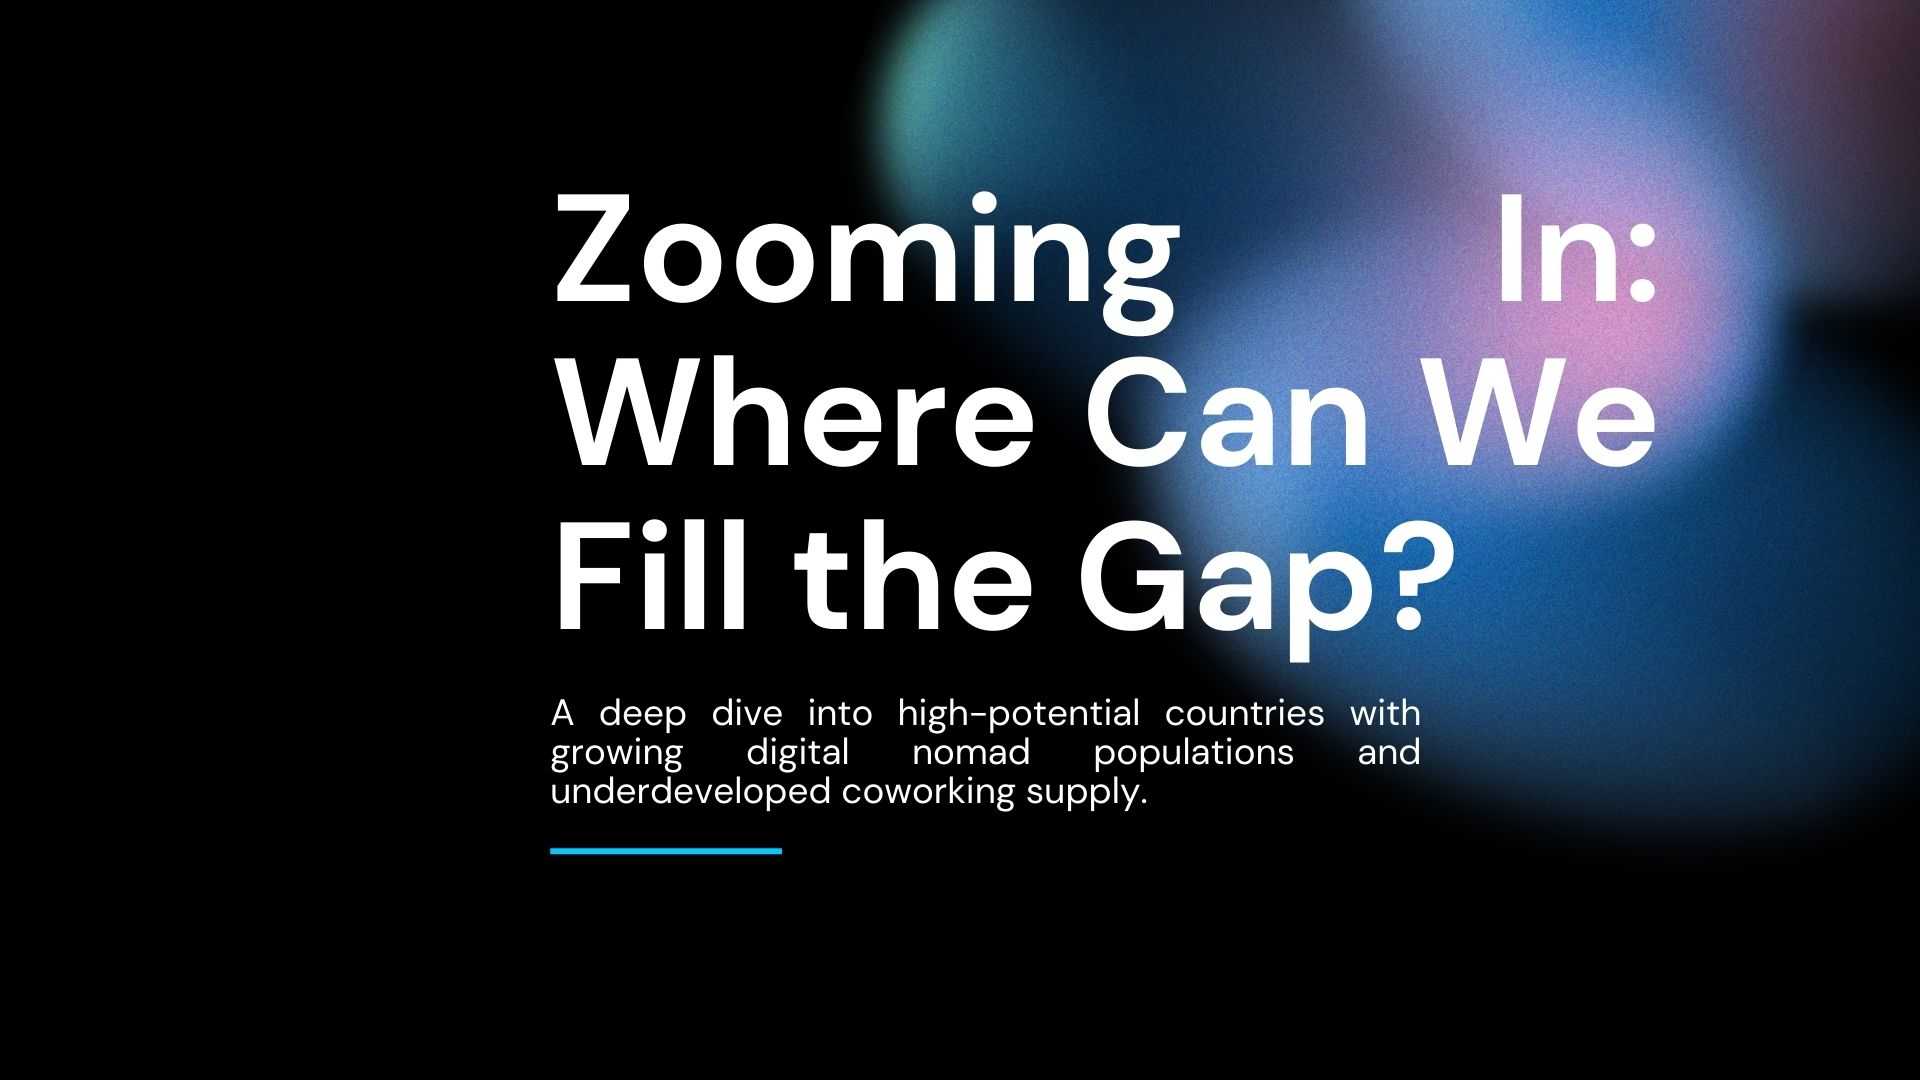 Zooming In:
Where Can We
Fill the Gap?
A deep dive into high-potential countries with
growing digital nomad populations and
underdeveloped coworking supply.